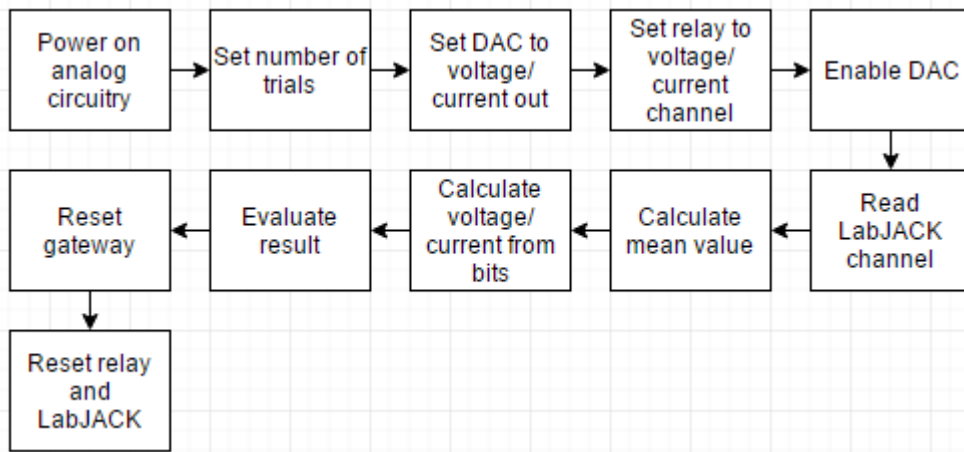 Power on
analog
circuitry
Set number of
trials
Set DAC to
voltage/
current out
Set relay to
voltage/
current
channel
Enable DAC
Read
LabJACK
channel
Calculate
mean value
Calculate
voltage/
current from
bits
Evaluate
result
Reset
gateway
Reset relay
and
LabJACK